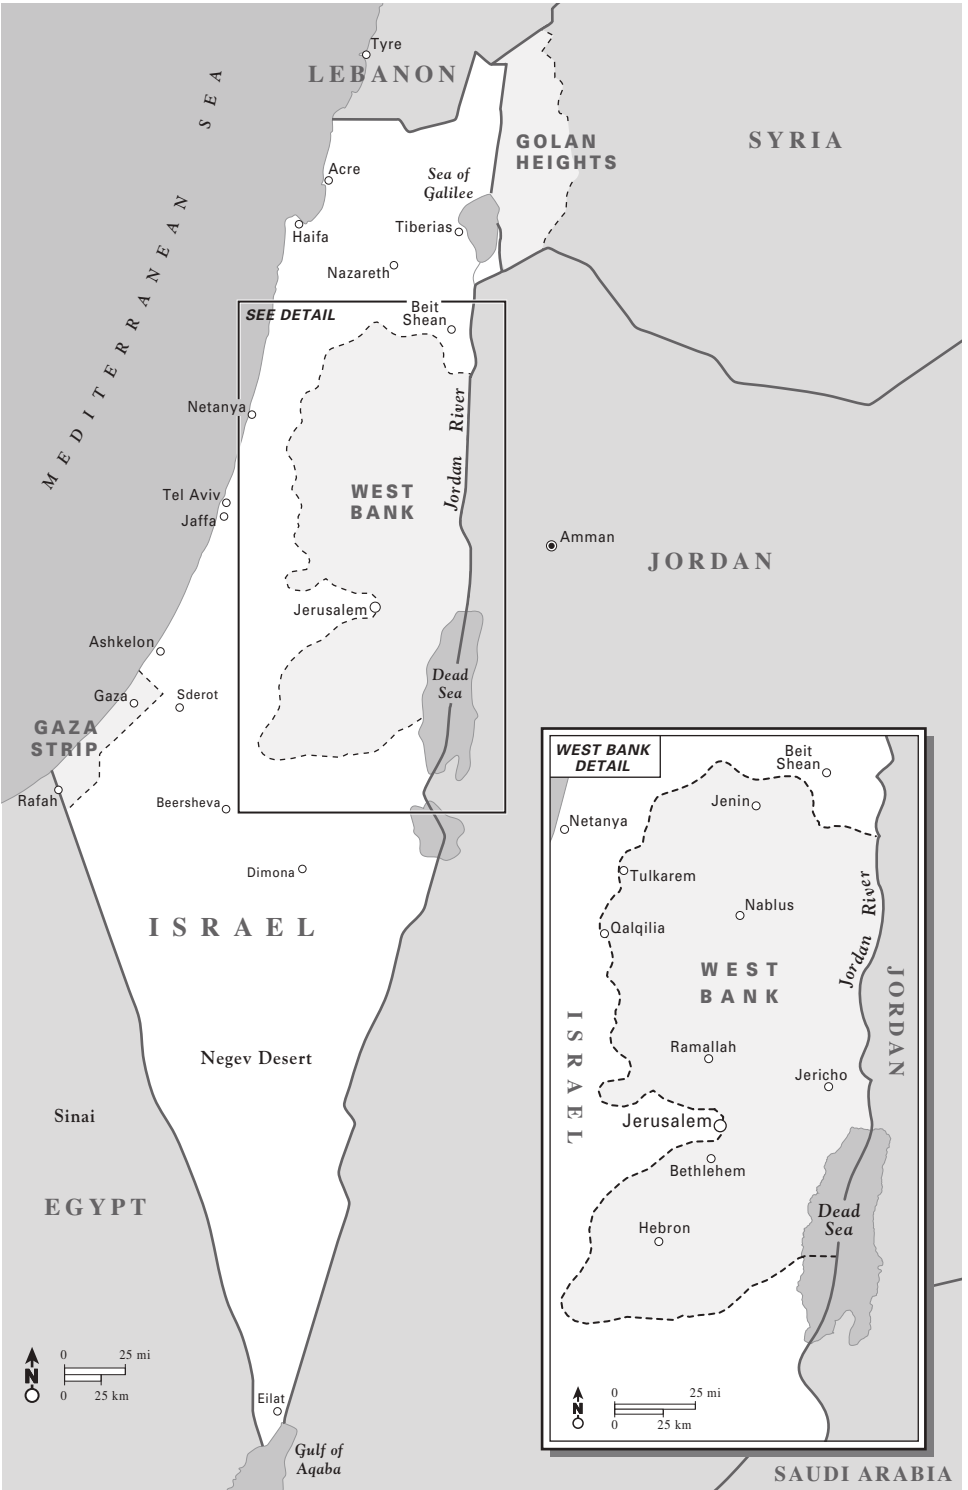 Tyre
LEBANON
MEDITERRANEAN SEA
SYRIA
GOLAN
HEIGHTS
Acre
Sea of
Galilee
Haifa
Tiberias
Nazareth
SEE DETAIL
Beit
Shean
Netanya
Jordan River
Tel Aviv
Jaffa
WEST
BANK
Amman
JORDAN
Jerusalem
Ashkelon
Dead
Sea
Gaza
Sderot
GAZA
STRIP
Rafah
Beersheva
Dimona
ISRAEL
Negev Desert
Sinai
EGYPT
N
0 25 mi
0 25 km
Eilat
Gulf of
Aqaba
WEST BANK
DETAIL
Beit
Shean
Jenin
Netanya
Tulkarem
Nablus
Qalqilia
Jordan River
WEST
BANK
JORDAN
ISRAEL
Ramallah
Jericho
Jerusalem
Bethlehem
Dead
Sea
Hebron
N
0 25 mi
0 25 km
SAUDI ARABIA